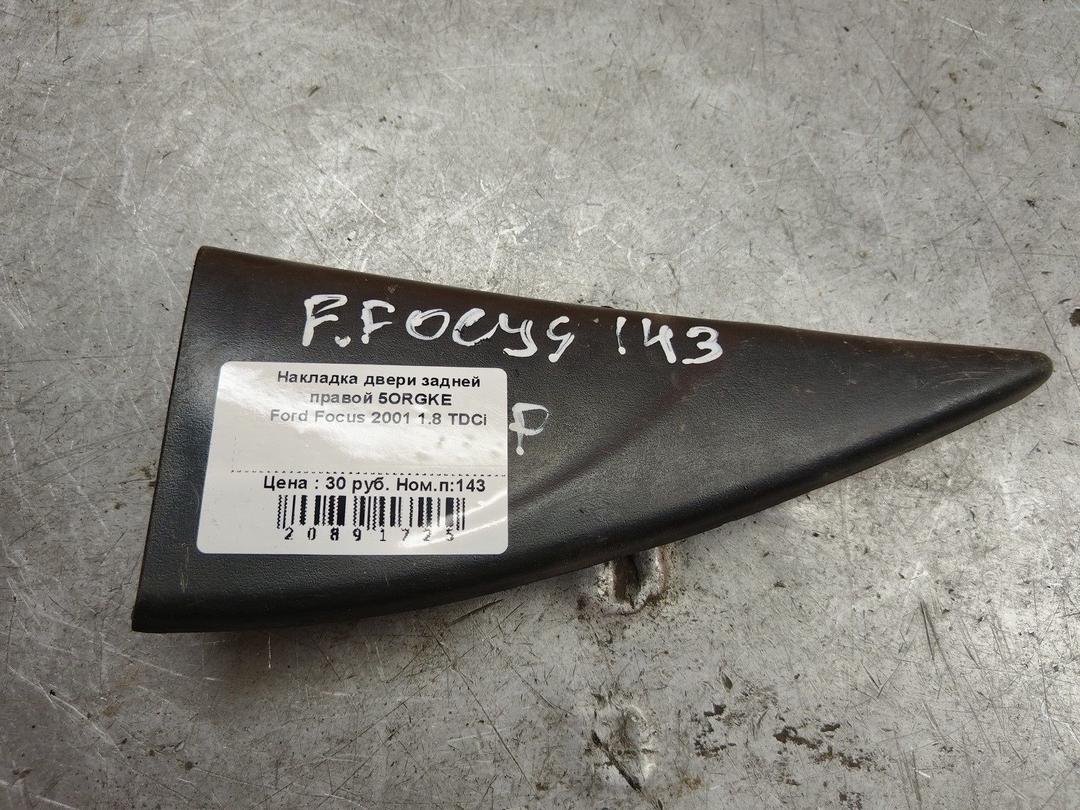 F.FOCUS 143
Накладка двери задней
правой 5ORGKE
Ford Focus 2001 1.8 TDCi
P
Цена : 30 руб. Ном.п:143
20891725